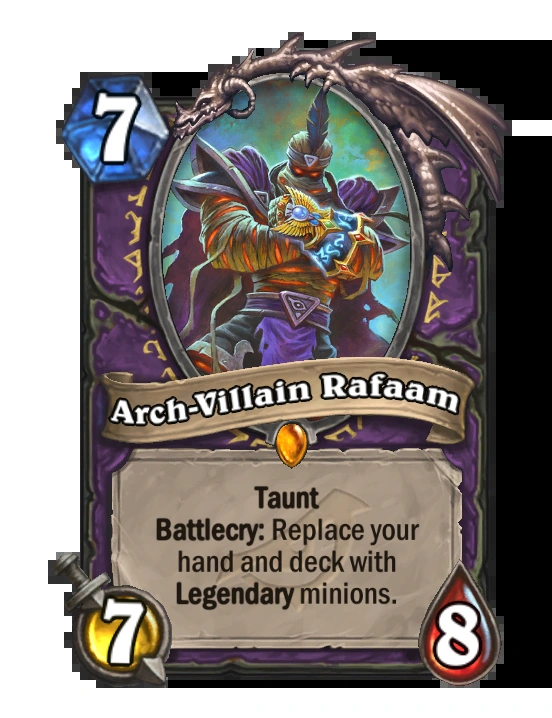 7
Arch-Villain Rafaam
Taunt
Battlecry: Replace your
hand and deck with
Legendary minions.
7
8